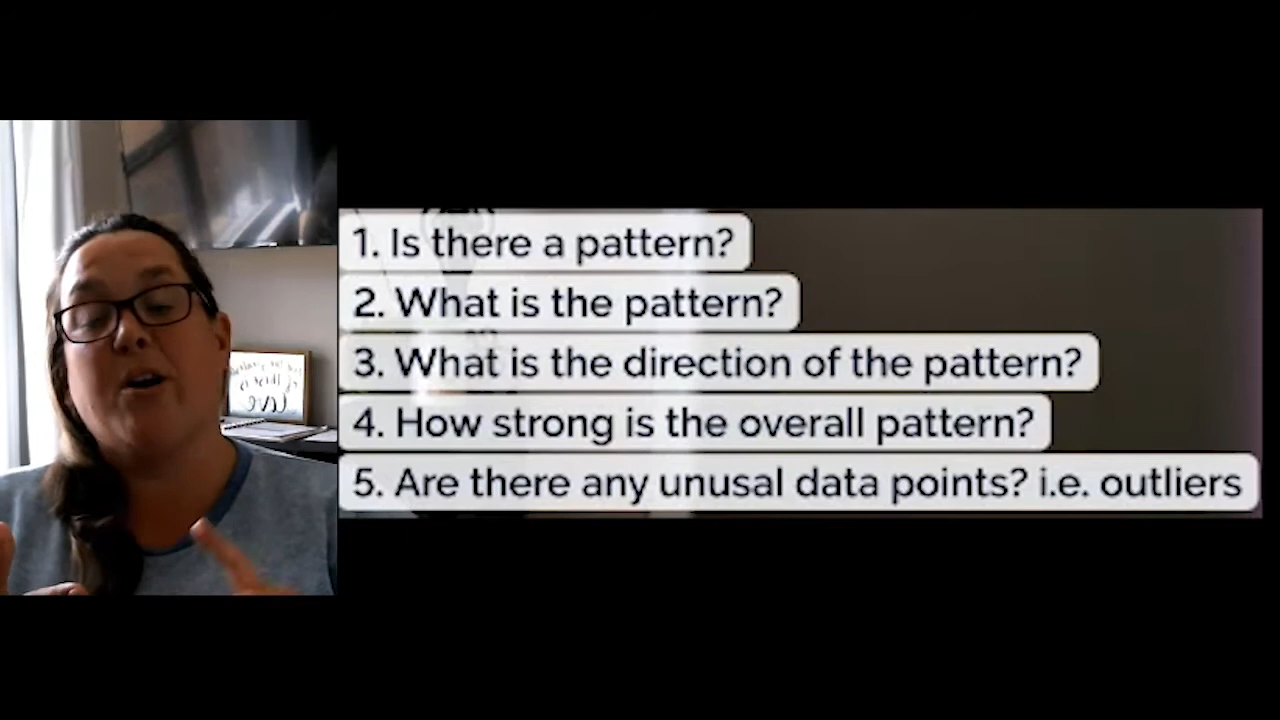 1. Is there a pattern?
2. What is the pattern?
3. What is the direction of the pattern?
4. How strong is the overall pattern?
5. Are there any unusal data points? i.e. outliers